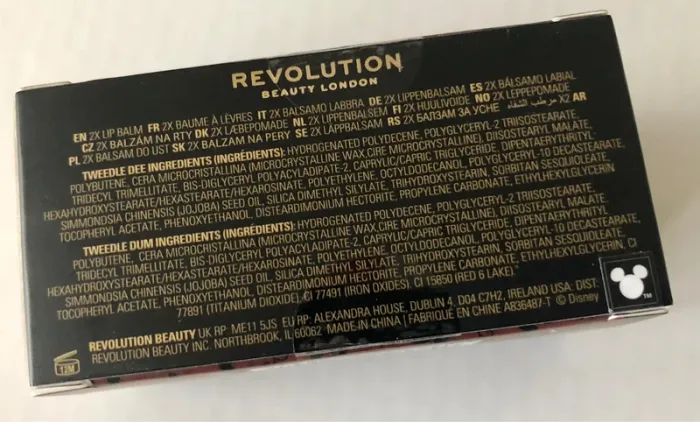 REVOLUTION
BEAUTY LONDON
EN 2X LIP BALM FR 2X BAUME À LÈVRES IT 2X BALSAMO LABBRA DE 2X LIPPENBALSAM ES 2X BÁLSAMO LABIAL
CZ 2X BALZÁM NA RTY DK 2X LÆBEPOMADE NL 2X LIPPENBALSEM FI 2X HUULIVOIDE NO 2X LEPPEPOMADE
PL 2X BALSAM DO UST SK 2X BALZAM NA PERY SE 2X LÄPPBALSAM RS 2X БАЛЗАМ ЗА УСНЕ X2 مرطب الشفاه AR
TWEEDLE DEE INGREDIENTS (INGRÉDIENTS): HYDROGENATED POLYDECENE, POLYGLYCERYL-2 TRIISOSTEARATE,
POLYBUTENE, CERA MICROCRISTALLINA (MICROCRYSTALLINE WAX, CIRE MICROCRYSTALLINE), DIISOSTEARYL MALATE,
TRIDECYL TRIMELLITATE, BIS-DIGLYCERYL POLYACYLADIPATE-2, CAPRYLIC/CAPRIC TRIGLYCERIDE, DIPENTAERYTHRITYL
HEXAHYDROXYSTEARATE/HEXASTEARATE/HEXAROSINATE, POLYETHYLENE, OCTYLDODECANOL, POLYGLYCERYL-10 DECASTEARATE,
SIMMONDSIA CHINENSIS (JOJOBA) SEED OIL, SILICA DIMETHYL SILYLATE, TRIHYDROXYSTEARIN, SORBITAN SESQUIOLEATE,
TOCOPHERYL ACETATE, PHENOXYETHANOL, DISTEARDIMONIUM HECTORITE, PROPYLENE CARBONATE, ETHYLHEXYLGLYCERIN
TWEEDLE DUM INGREDIENTS (INGRÉDIENTS): HYDROGENATED POLYDECENE, POLYGLYCERYL-2 TRIISOSTEARATE,
POLYBUTENE, CERA MICROCRISTALLINA (MICROCRYSTALLINE WAX, CIRE MICROCRYSTALLINE), DIISOSTEARYL MALATE,
TRIDECYL TRIMELLITATE, BIS-DIGLYCERYL POLYACYLADIPATE-2, CAPRYLIC/CAPRIC TRIGLYCERIDE, DIPENTAERYTHRITYL
HEXAHYDROXYSTEARATE/HEXASTEARATE/HEXAROSINATE, POLYETHYLENE, OCTYLDODECANOL, POLYGLYCERYL-10 DECASTEARATE,
SIMMONDSIA CHINENSIS (JOJOBA) SEED OIL, SILICA DIMETHYL SILYLATE, TRIHYDROXYSTEARIN, SORBITAN SESQUIOLEATE,
TOCOPHERYL ACETATE, PHENOXYETHANOL, DISTEARDIMONIUM HECTORITE, PROPYLENE CARBONATE, ETHYLHEXYLGLYCERIN, CI
77891 (TITANIUM DIOXIDE), CI 77491 (IRON OXIDES), CI 15850 (RED 6 LAKE).
REVOLUTION BEAUTY UK RP ME11 5JS EU RP: ALEXANDRA HOUSE, DUBLIN 4, D04 C7H2, IRELAND USA: DIST:
REVOLUTION BEAUTY INC. NORTHBROOK, IL 60062 MADE IN CHINA | FABRIQUÉ EN CHINE A836487-1 © Disney
12M
TM